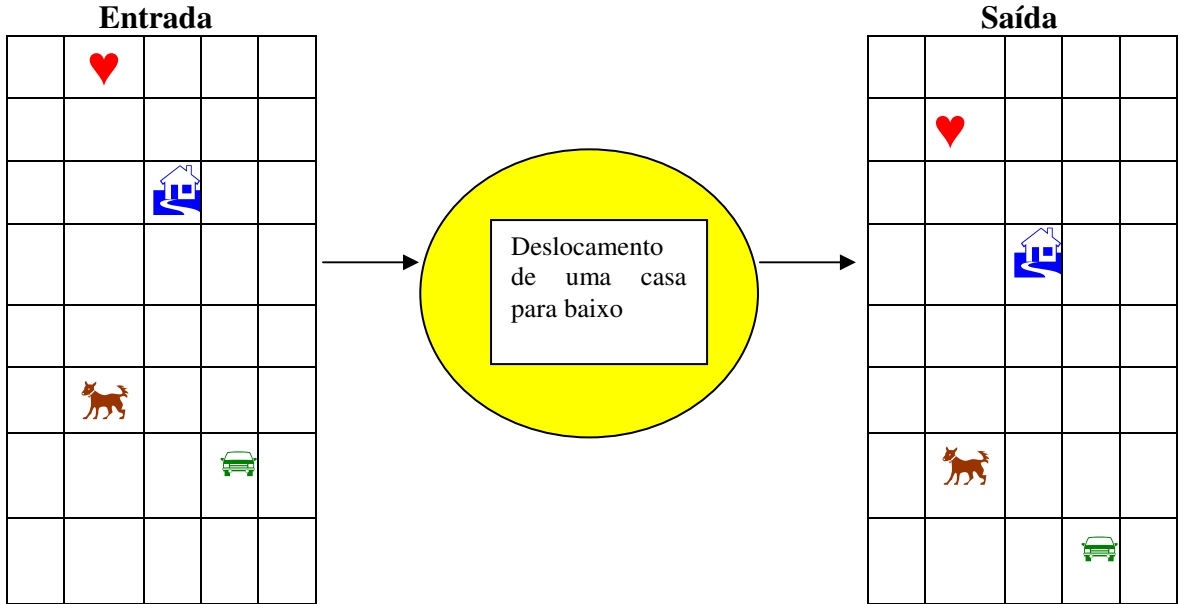 Entrada
Saída
Deslocamento
de uma casa
para baixo